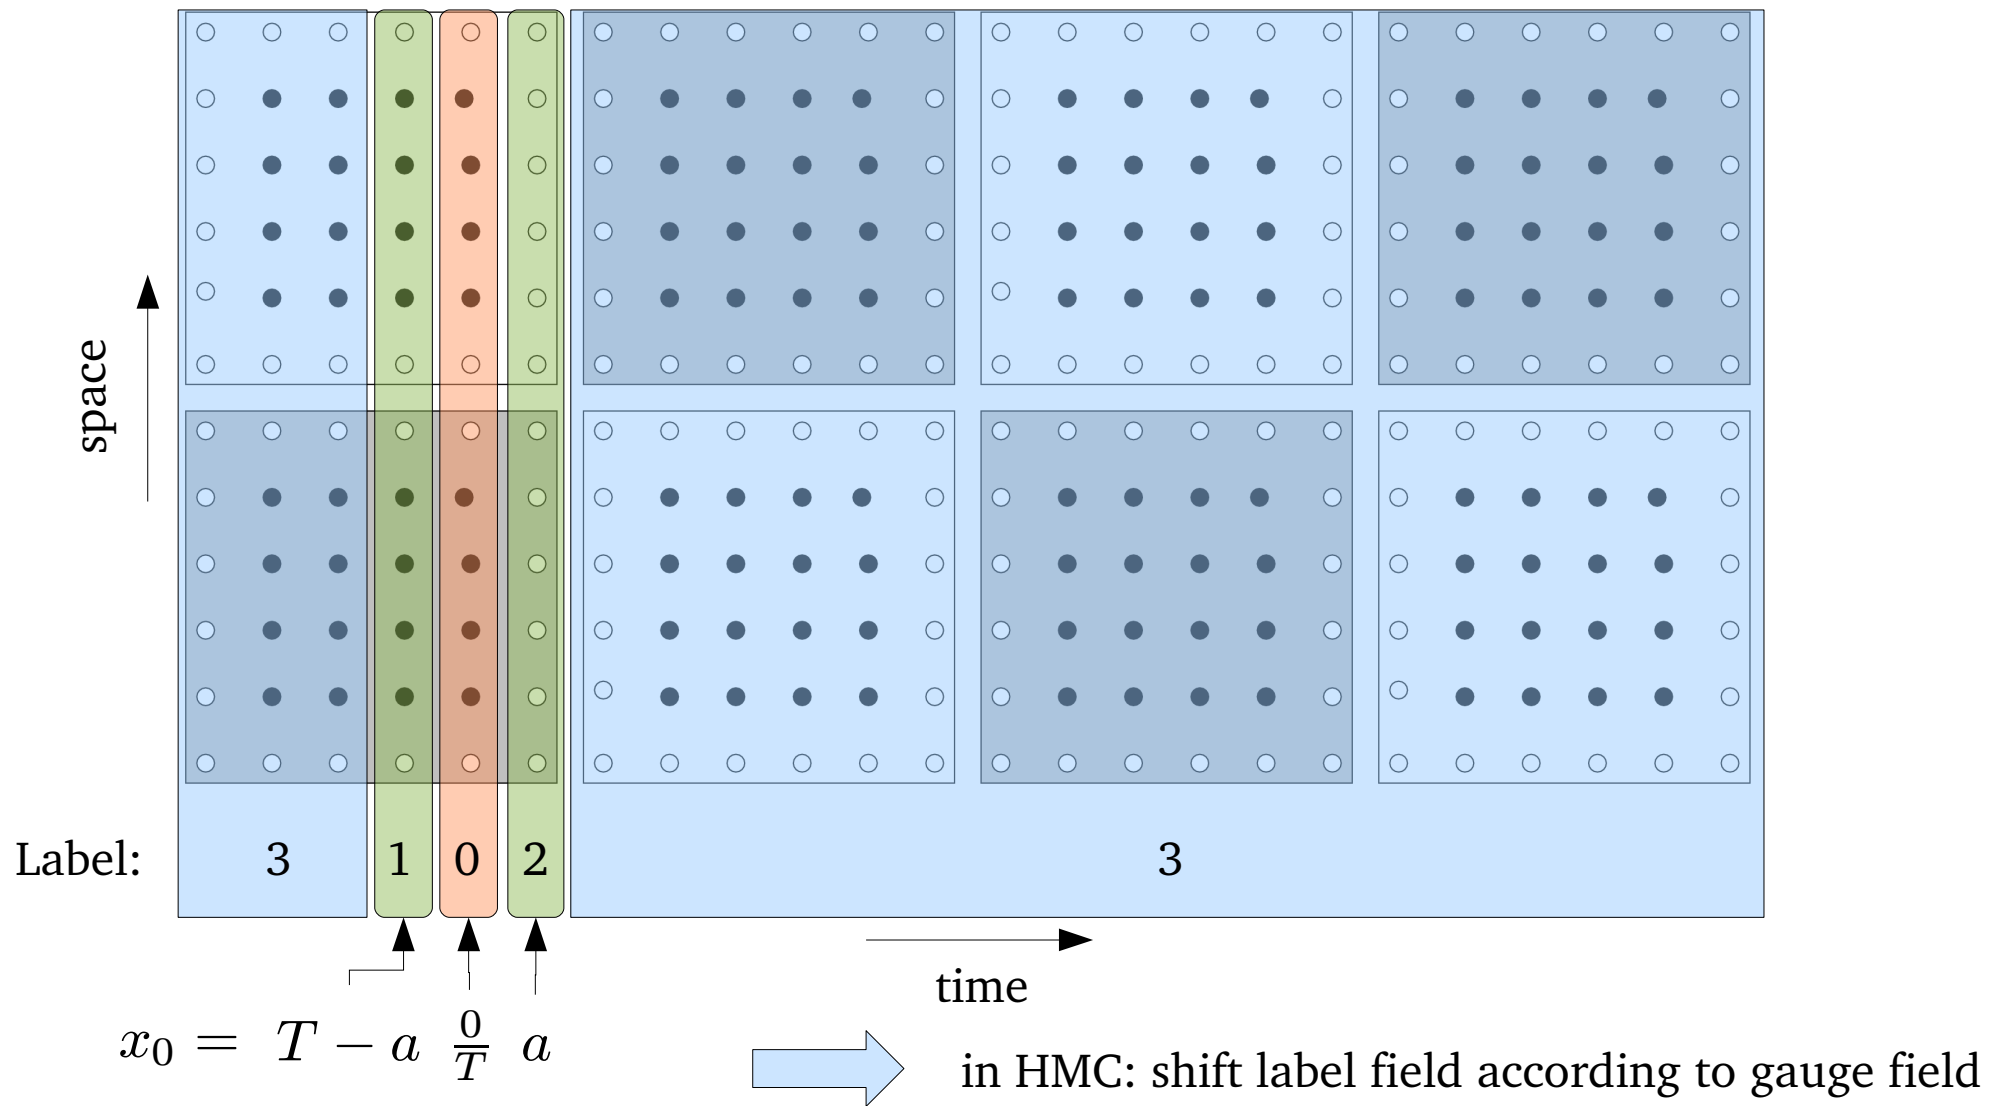 space
Label: 3 1 0 2 3
time
x₀ = T − a 0/T a
in HMC: shift label field according to gauge field